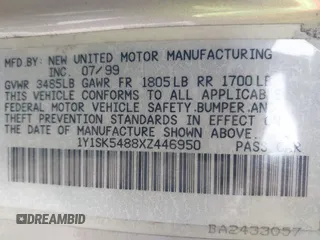 MFD. BY NEW UNITED MOTOR MANUFACTURING
INC. 07/99
GVWR 3485LB GAWR FR 1805LB RR 1700LB
THIS VEHICLE CONFORMS TO ALL APPLICABLE
FEDERAL MOTOR VEHICLE SAFETY, BUMPER, AND
THEFT PREVENTION STANDARDS IN EFFECT ON
THE DATE OF MANUFACTURE
1Y1SK5488XZ446950 PASS CAR
BA2433057
DREAMBID